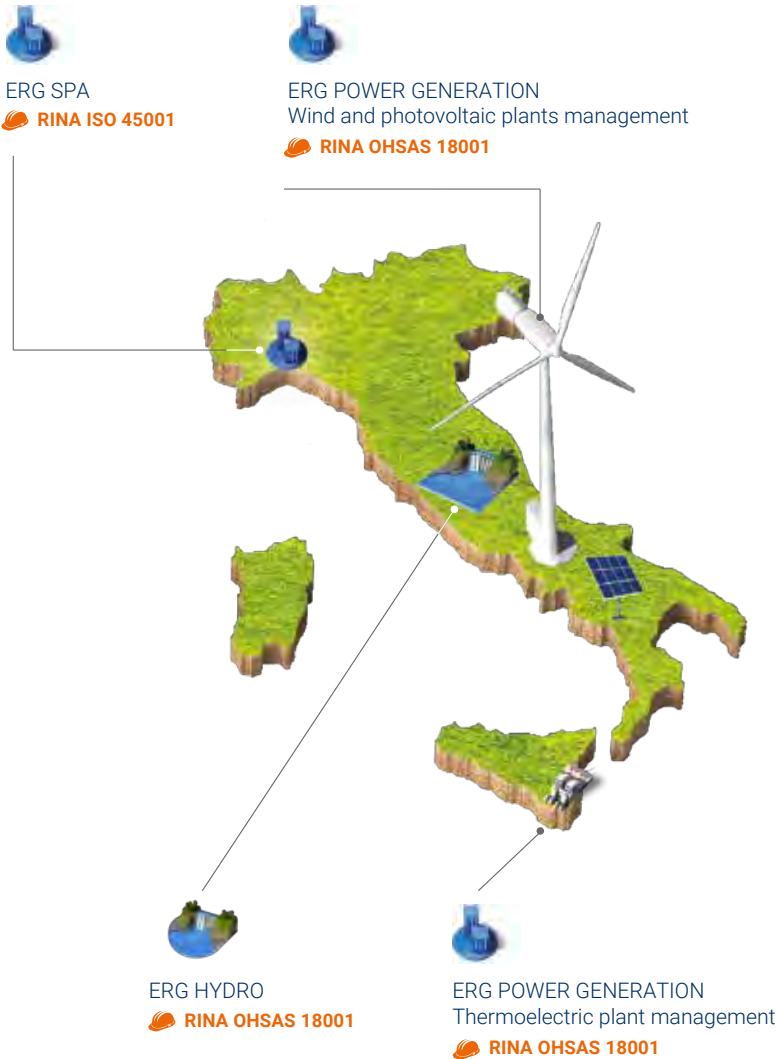 ERG SPA
RINA ISO 45001
ERG POWER GENERATION
Wind and photovoltaic plants management
RINA OHSAS 18001
ERG HYDRO
RINA OHSAS 18001
ERG POWER GENERATION
Thermoelectric plant management
RINA OHSAS 18001